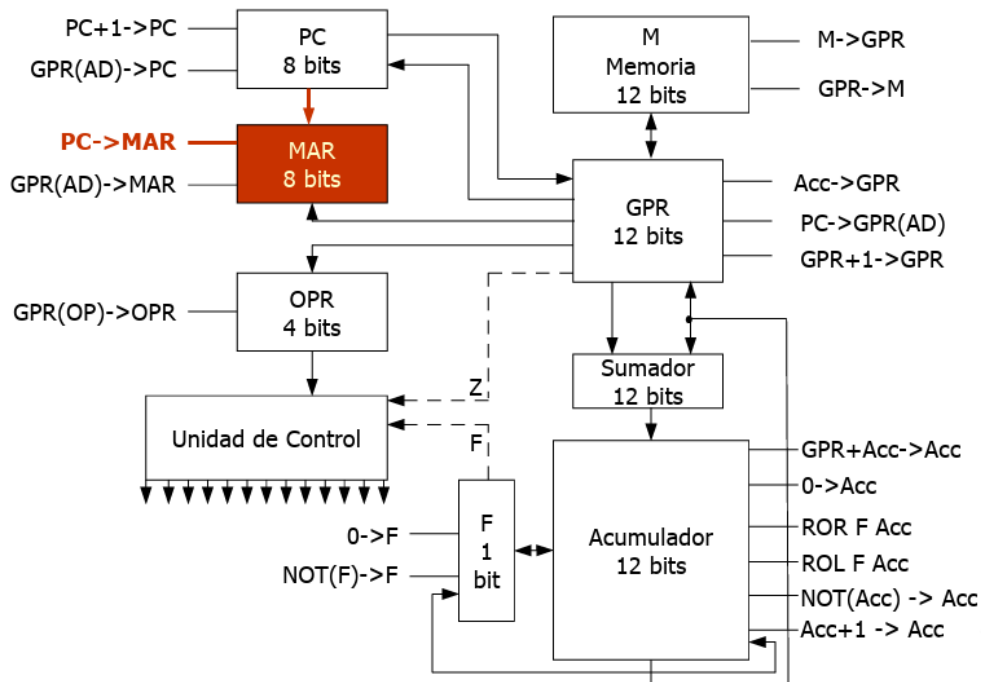 PC+1->PC
GPR(AD)->PC
PC
8 bits
M
Memoria
12 bits
M->GPR
GPR->M
PC->MAR
GPR(AD)->MAR
MAR
8 bits
GPR
12 bits
Acc->GPR
PC->GPR(AD)
GPR+1->GPR
GPR(OP)->OPR
OPR
4 bits
Sumador
12 bits
Z
F
Unidad de Control
0->F
NOT(F)->F
F
1
bit
Acumulador
12 bits
GPR+Acc->Acc
0->Acc
ROR F Acc
ROL F Acc
NOT(Acc) -> Acc
Acc+1 -> Acc